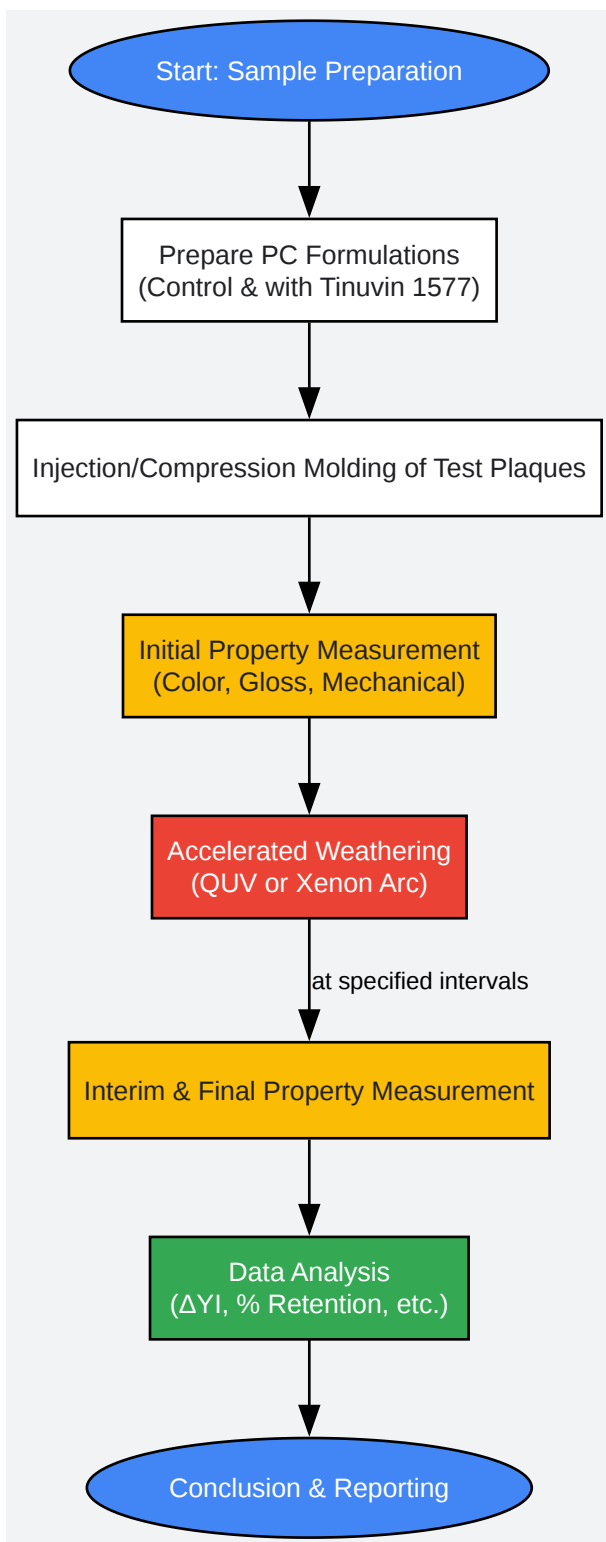 Start: Sample Preparation
Prepare PC Formulations
(Control & with Tinuvin 1577)
Injection/Compression Molding of Test Plaques
Initial Property Measurement
(Color, Gloss, Mechanical)
Accelerated Weathering
(QUV or Xenon Arc)
at specified intervals
Interim & Final Property Measurement
Data Analysis
(ΔYI, % Retention, etc.)
Conclusion & Reporting